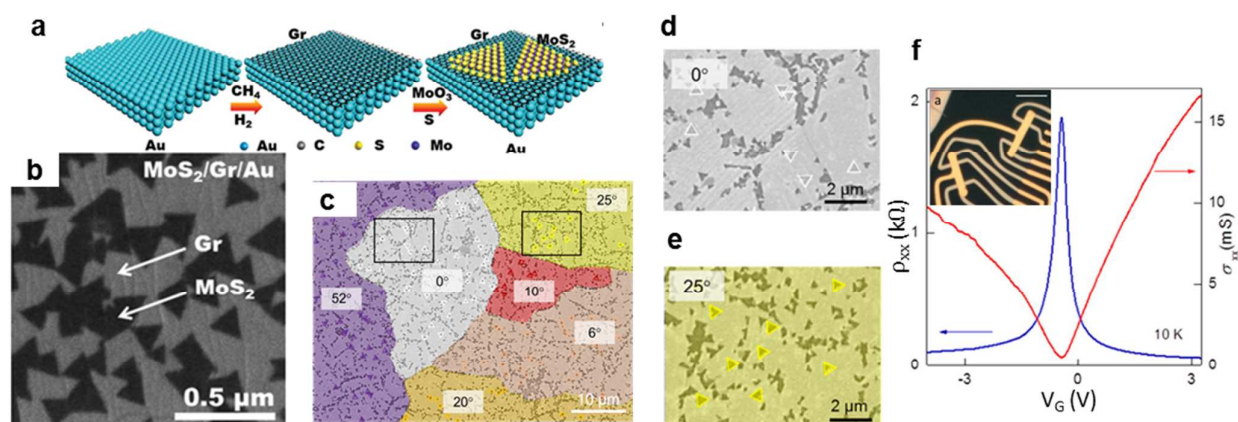 a
Gr
Gr
MoS2
CH4
H2
MoO3
S
Au
Au
Au C S Mo
b
MoS2/Gr/Au
Gr
MoS2
0.5 µm
c
25°
0°
10°
52°
6°
20°
10 µm
d
0°
2 µm
e
25°
2 µm
f
a
2
1
0
ρxx (kΩ)
15
10
5
0
σxx (mS)
10 K
-3 0 3
VG (V)